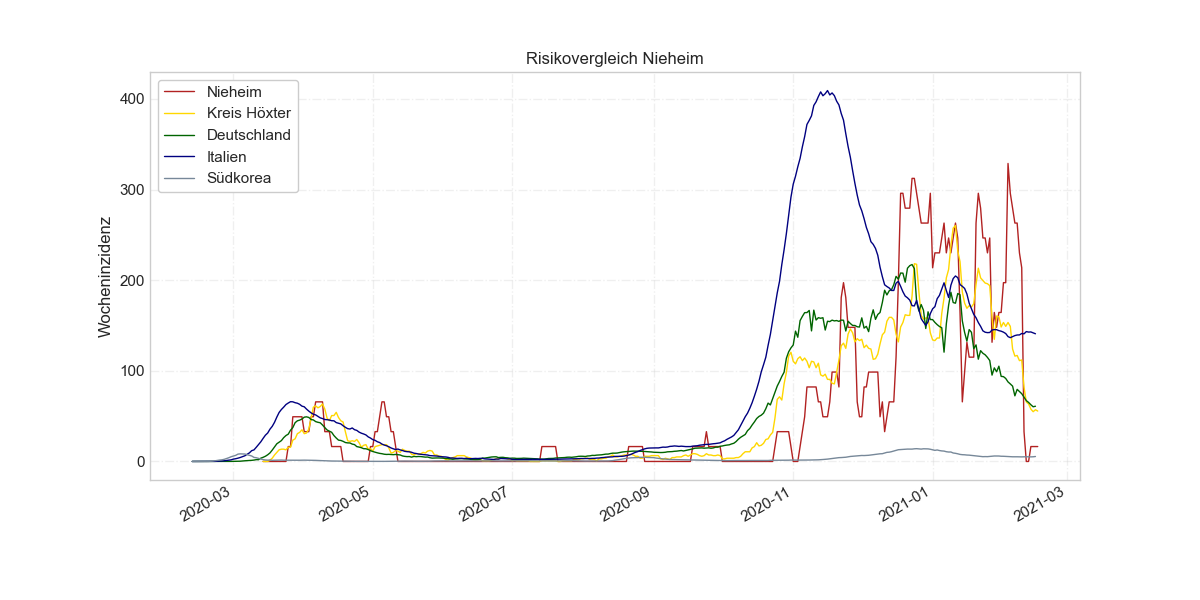 Risikovergleich Nieheim
Nieheim
Kreis Höxter
Deutschland
Italien
Südkorea
Wocheninzidenz
400
300
200
100
0
2020-03
2020-05
2020-07
2020-09
2020-11
2021-01
2021-03